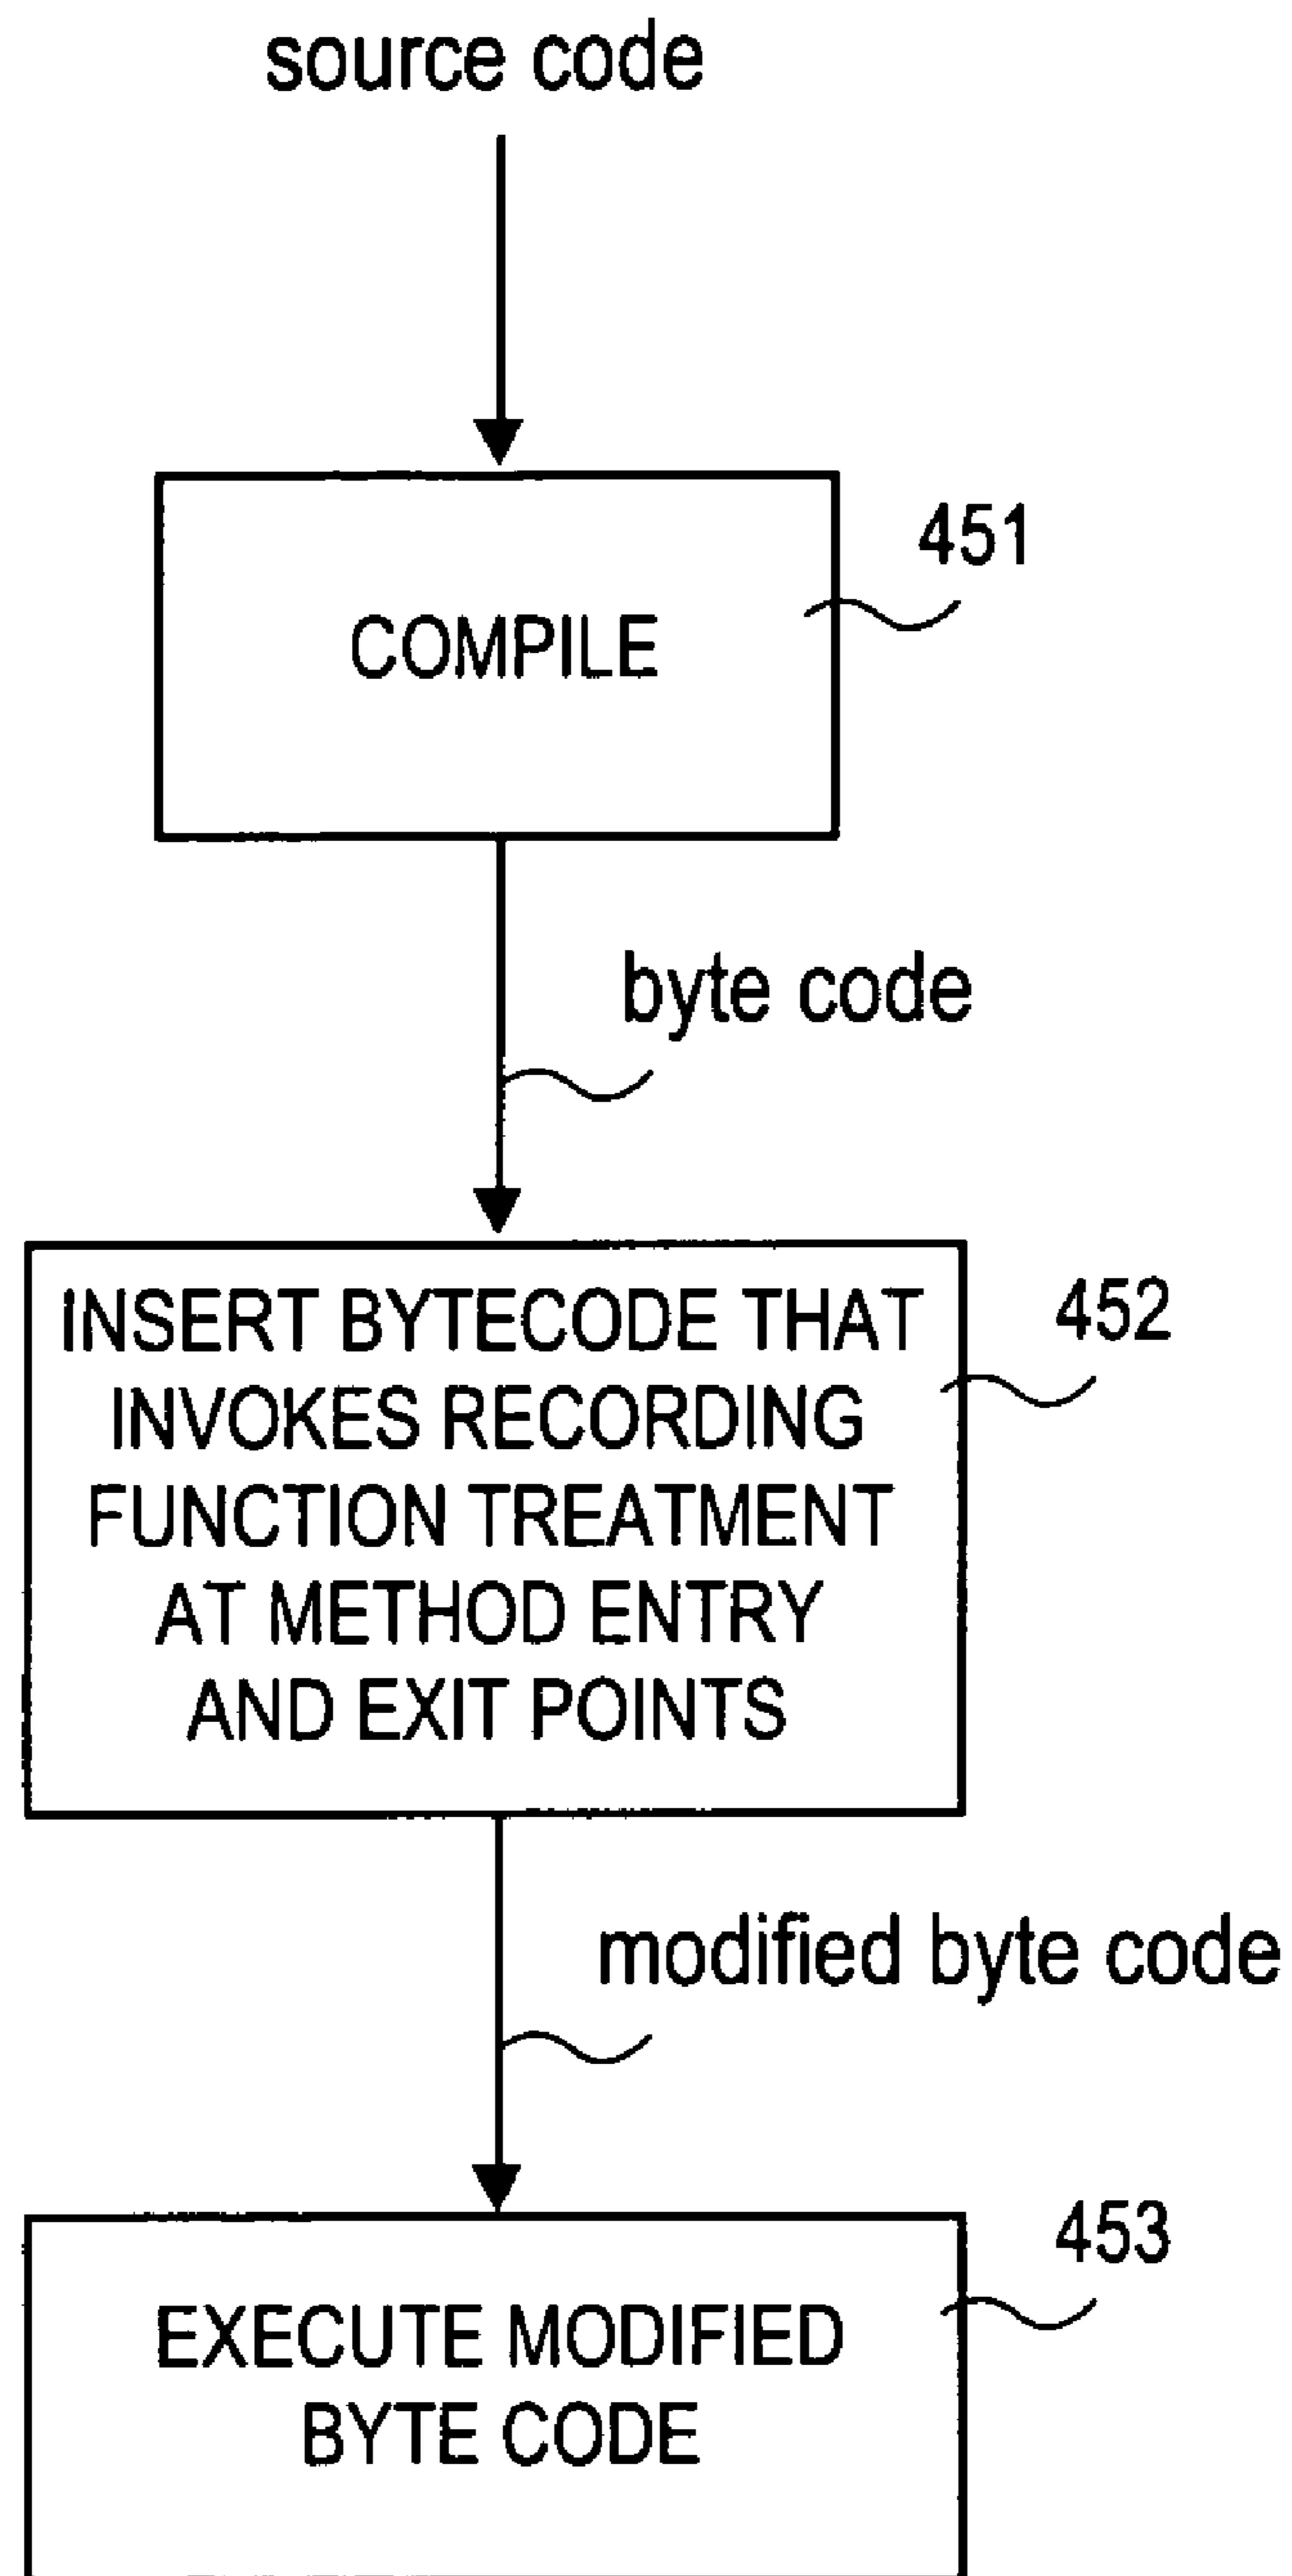 source code
451
COMPILE
byte code
452
INSERT BYTECODE THAT
INVOKES RECORDING
FUNCTION TREATMENT
AT METHOD ENTRY
AND EXIT POINTS
modified byte code
453
EXECUTE MODIFIED
BYTE CODE